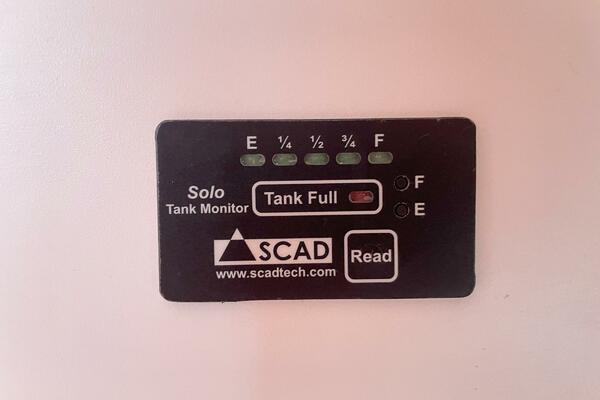 E ¼ ½ ¾ F
Solo
Tank Monitor
Tank Full
F
E
SCAD
www.scadtech.com
Read